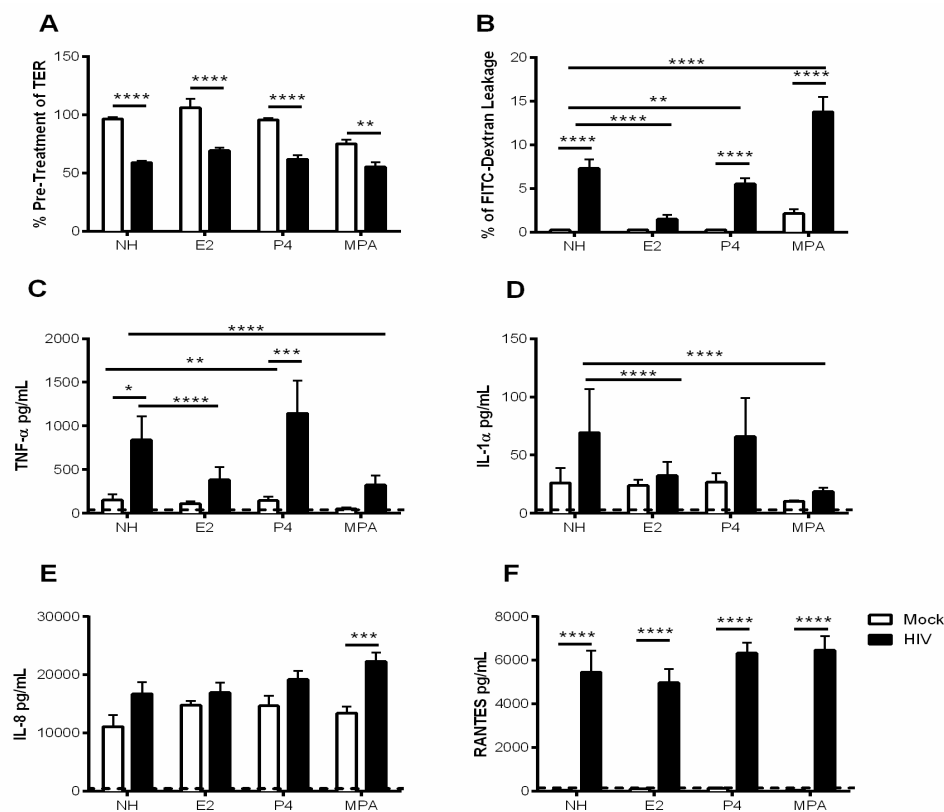 A
% Pre-Treatment of TER
150
100
50
0
****
****
****
**
NH E2 P4 MPA
B
% of FITC-Dextran Leakage
20
15
10
5
0
****
**
****
****
****
****
NH E2 P4 MPA
C
TNF-α pg/mL
2000
1500
1000
500
0
****
**
***
*
****
NH E2 P4 MPA
D
IL-1α pg/mL
150
100
50
0
****
****
NH E2 P4 MPA
E
IL-8 pg/mL
30000
20000
10000
0
***
NH E2 P4 MPA
F
RANTES pg/mL
8000
6000
4000
2000
0
****
****
****
****
NH E2 P4 MPA
Mock
HIV